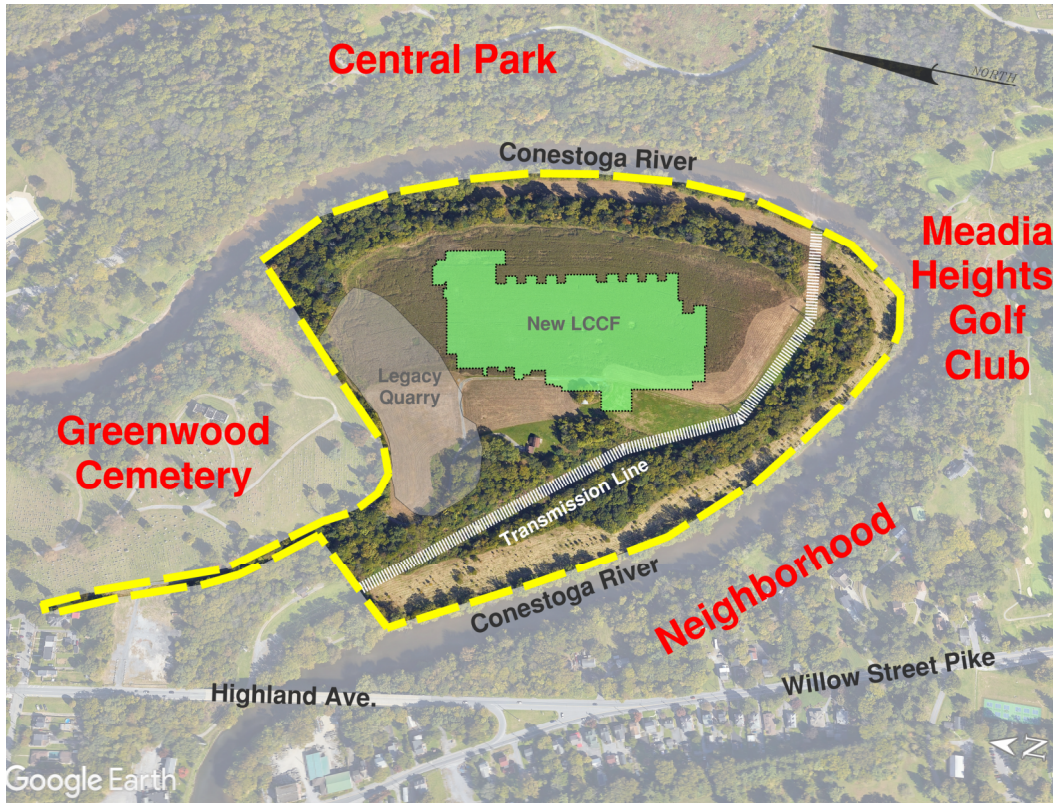 Central Park
NORTH
Conestoga River
Meadia
Heights
Golf
Club
New LCCF
Legacy
Quarry
Greenwood
Cemetery
Transmission Line
Conestoga River
Neighborhood
Willow Street Pike
Highland Ave.
N
Google Earth